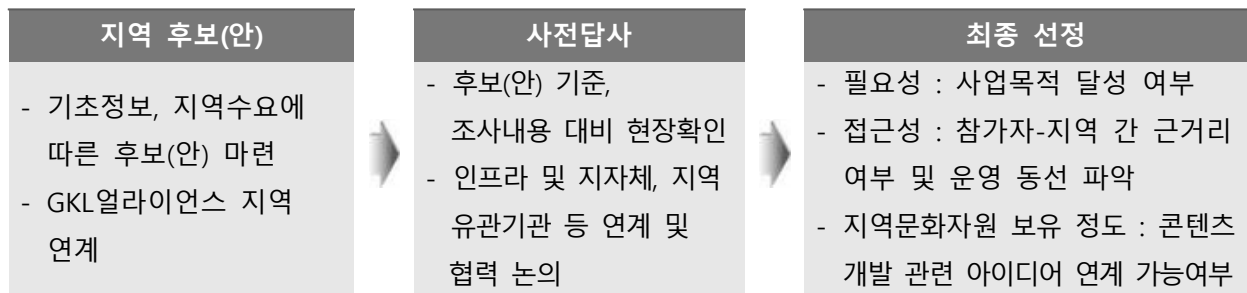 지역 후보(안)
- 기초정보, 지역수요에
따른 후보(안) 마련
- GKL얼라이언스 지역
연계
사전답사
- 후보(안) 기준,
조사내용 대비 현장확인
- 인프라 및 지자체, 지역
유관기관 등 연계 및
협력 논의
최종 선정
- 필요성 : 사업목적 달성 여부
- 접근성 : 참가자-지역 간 근거리
여부 및 운영 동선 파악
- 지역문화자원 보유 정도 : 콘텐츠
개발 관련 아이디어 연계 가능여부